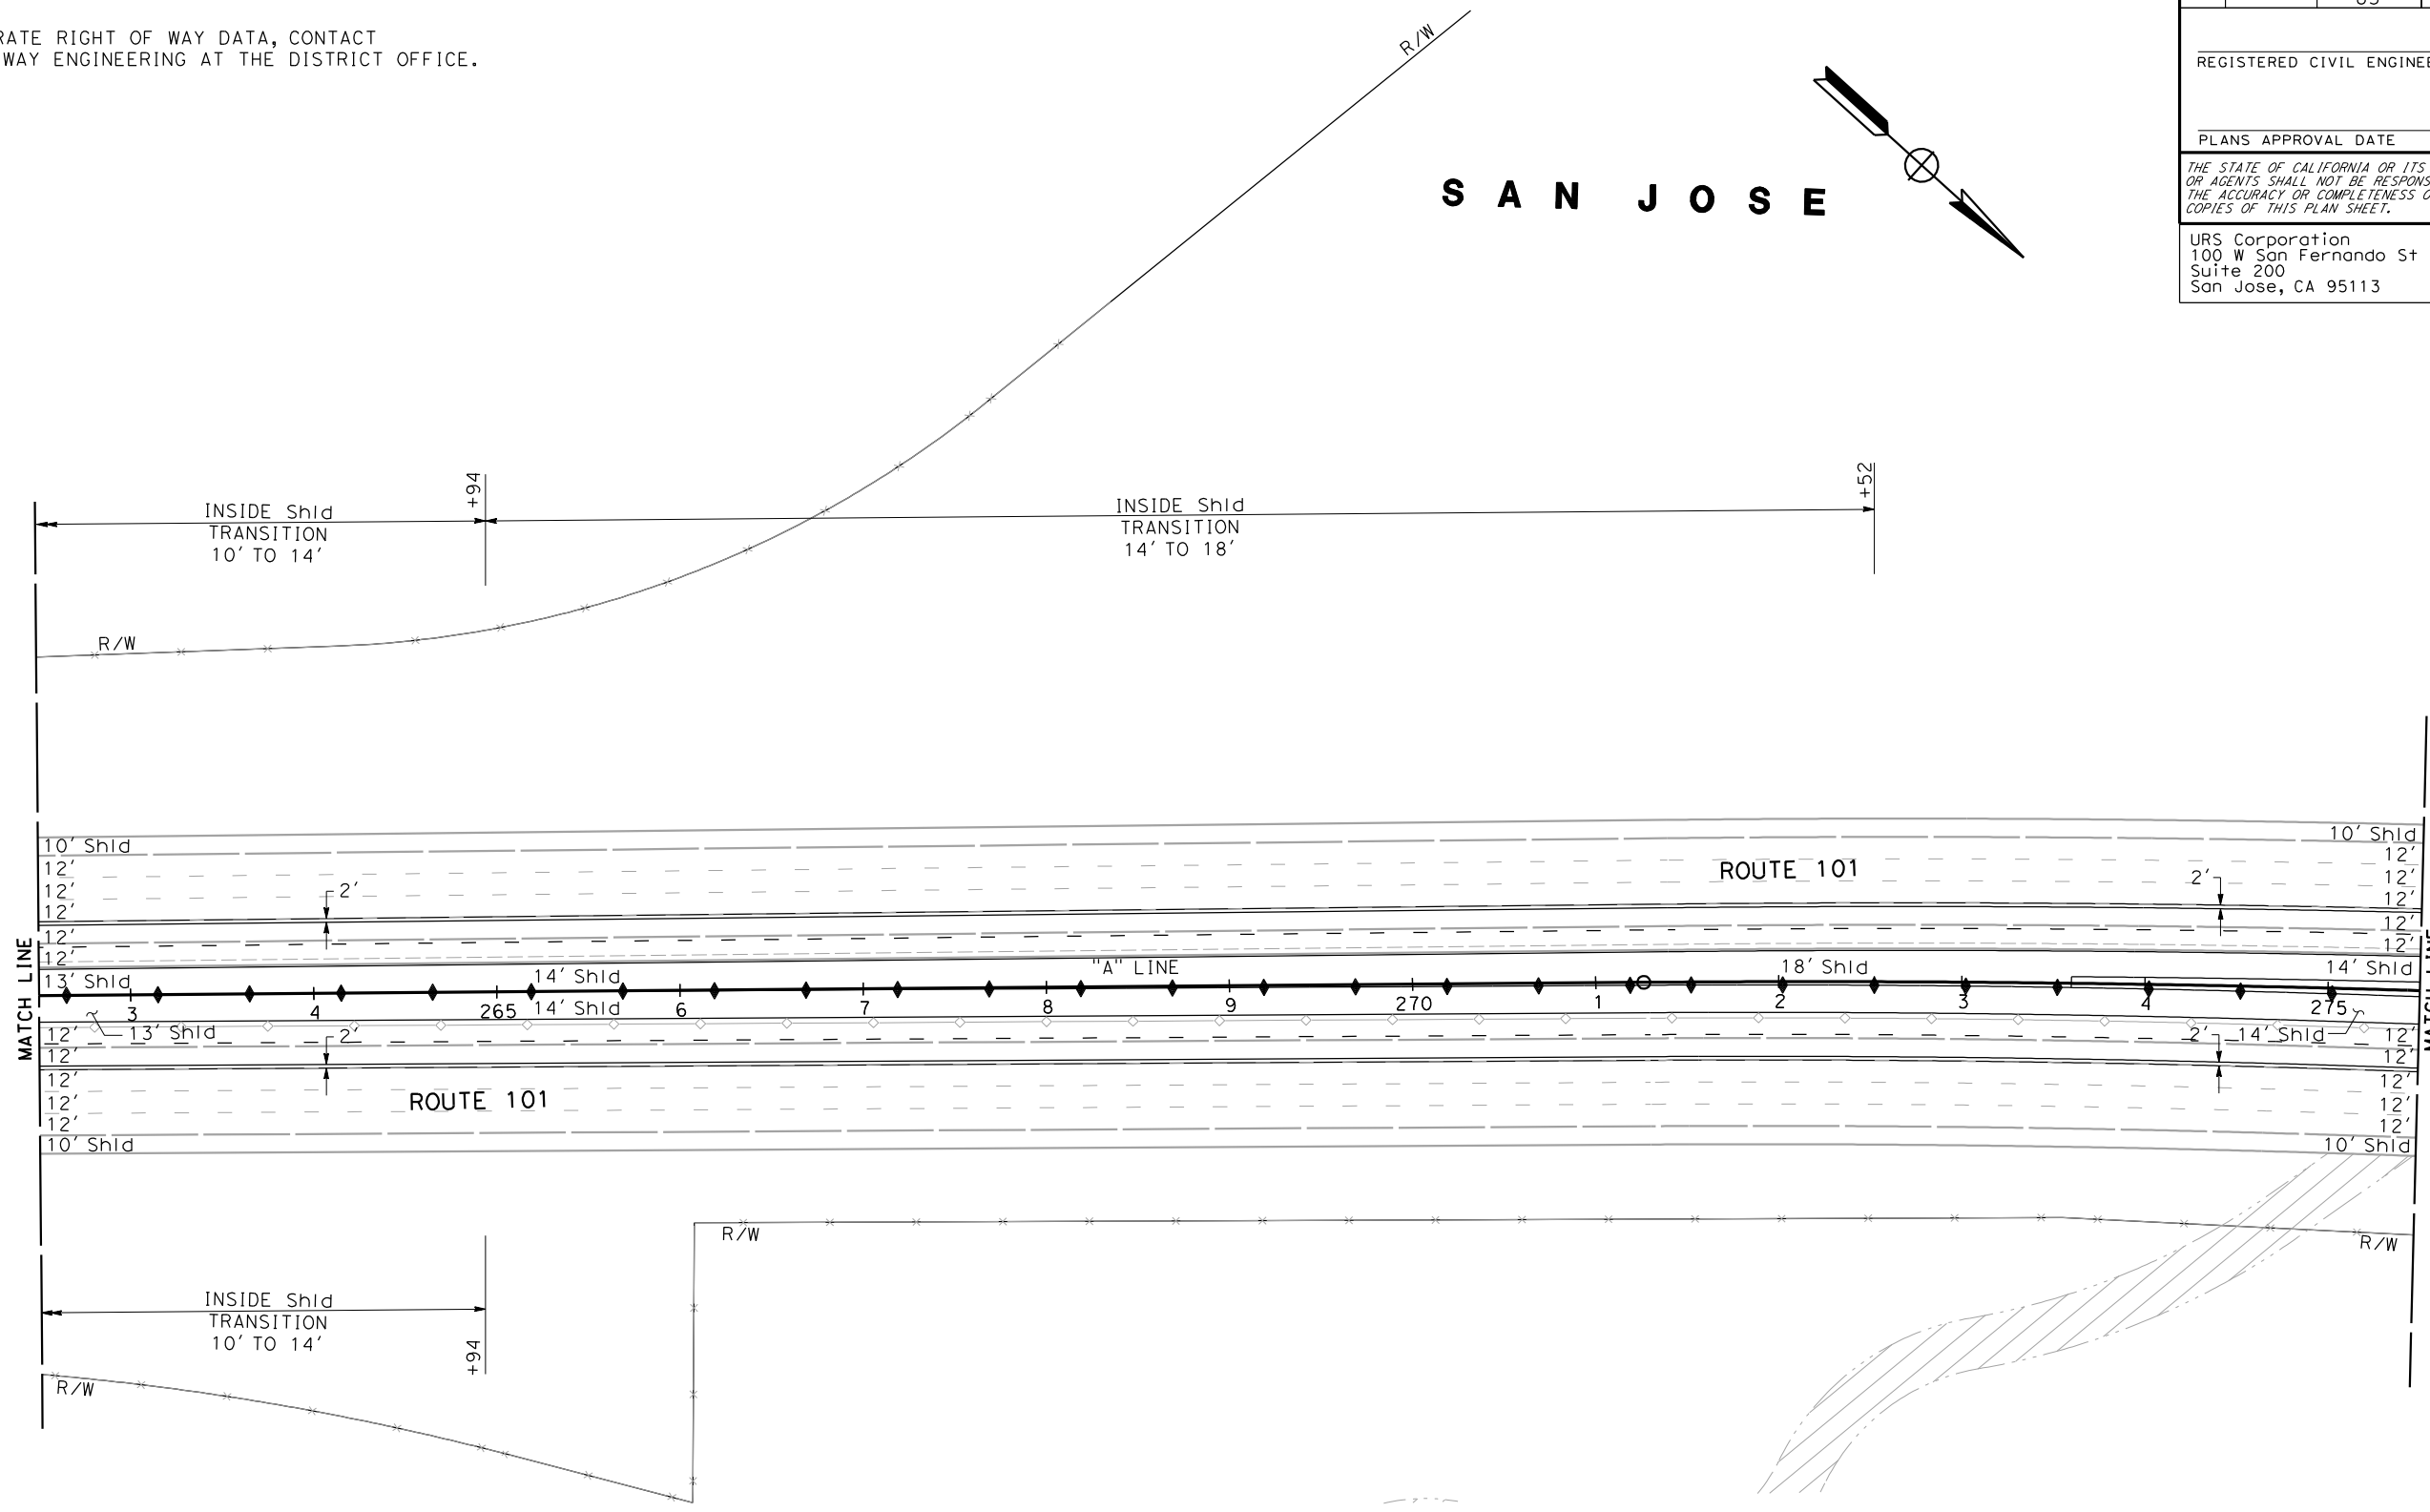 RATE RIGHT OF WAY DATA, CONTACT
WAY ENGINEERING AT THE DISTRICT OFFICE.
R/W
SAN JOSE
REGISTERED CIVIL ENGINEE
PLANS APPROVAL DATE
THE STATE OF CALIFORNIA OR ITS
OR AGENTS SHALL NOT BE RESPONS
THE ACCURACY OR COMPLETENESS O
COPIES OF THIS PLAN SHEET.
URS Corporation
100 W San Fernando St
Suite 200
San Jose, CA 95113
+94
+52
INSIDE Shld
TRANSITION
10' TO 14'
INSIDE Shld
TRANSITION
14' TO 18'
R/W
10' Shld
10' Shld
12'
12'
12'
12'
12'
12'
ROUTE 101
2'
2'
12'
12'
12'
12'
MATCH LINE
MATCH LINE
13' Shld
14' Shld
"A" LINE
18' Shld
14' Shld
3
4
265
14' Shld
6
7
8
9
270
1
2
3
4
275
12'
13' Shld
2'
2'
14' Shld
12'
12'
12'
12'
12'
12'
12'
12'
12'
ROUTE 101
10' Shld
10' Shld
R/W
R/W
INSIDE Shld
TRANSITION
10' TO 14'
+94
R/W